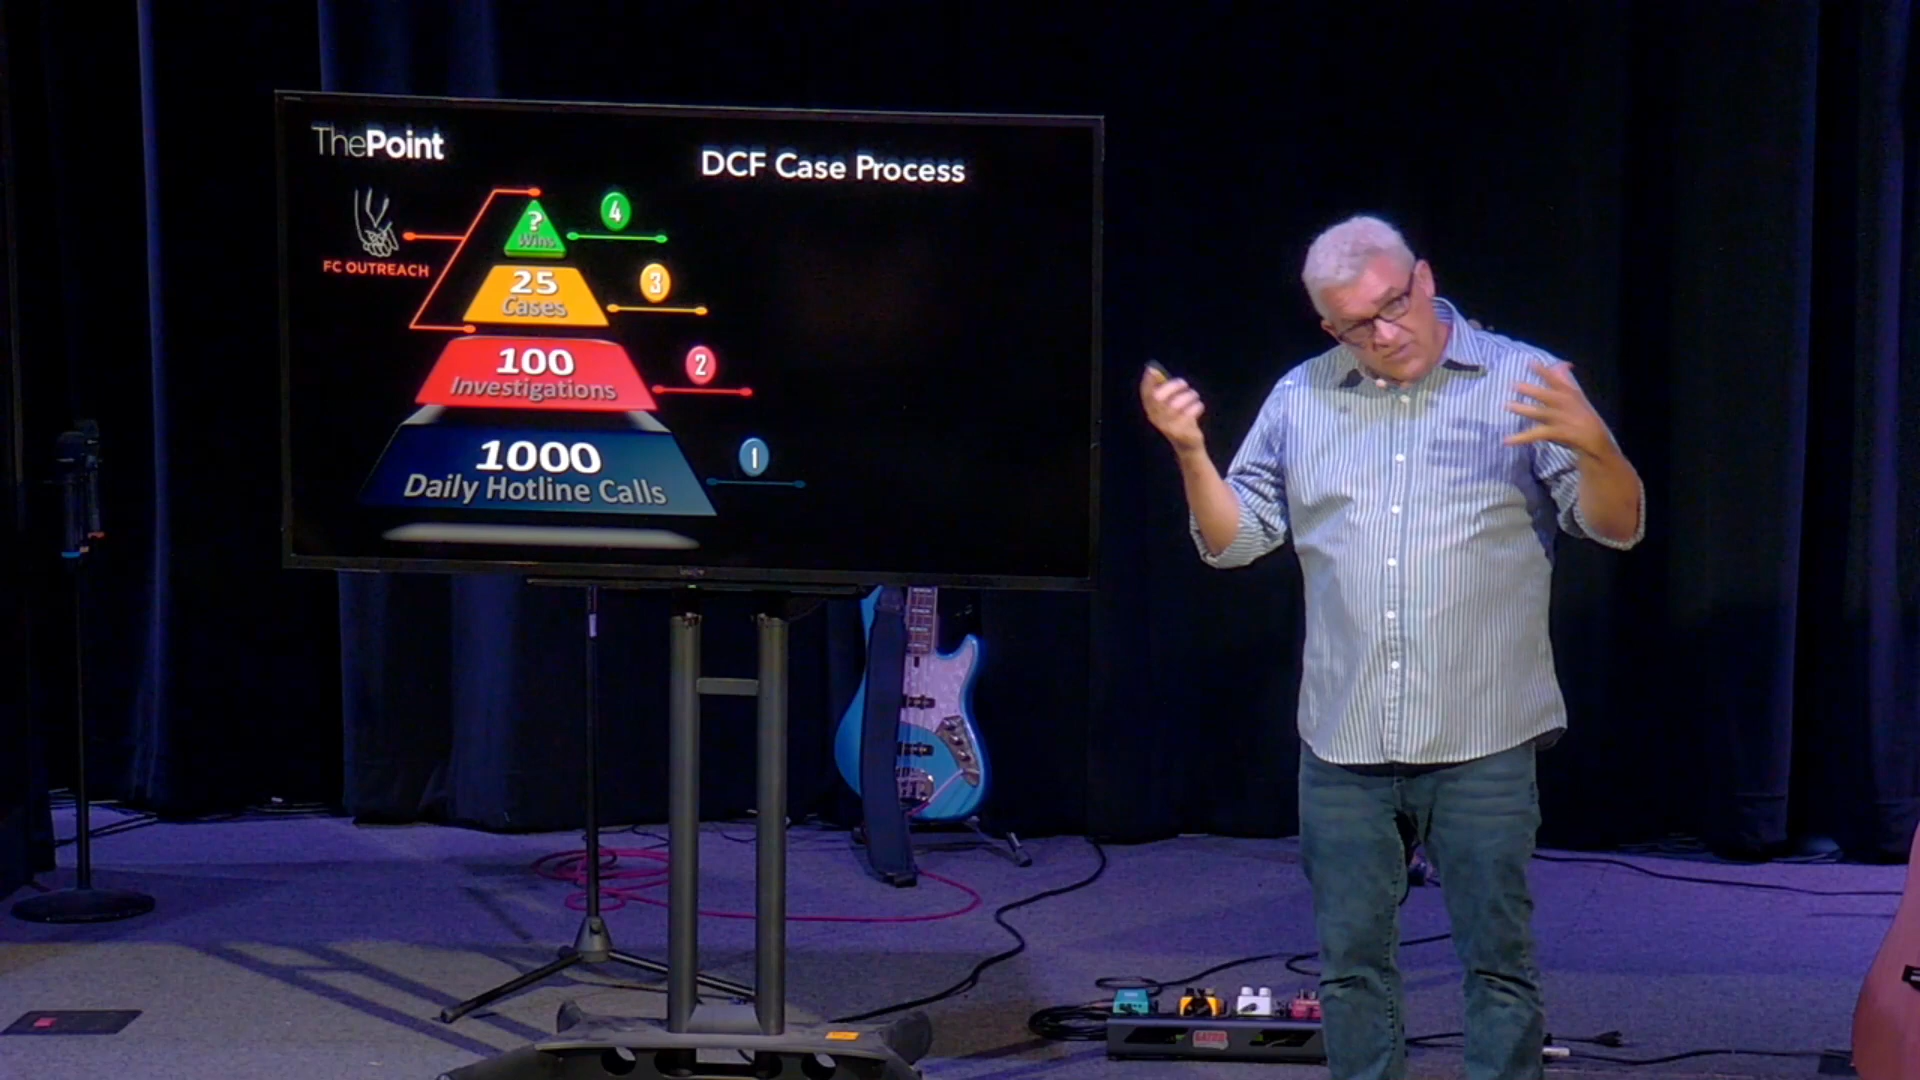 ThePoint
DCF Case Process
FC OUTREACH
?
Wins
4
25
Cases
3
100
Investigations
2
1000
Daily Hotline Calls
1
GATOR